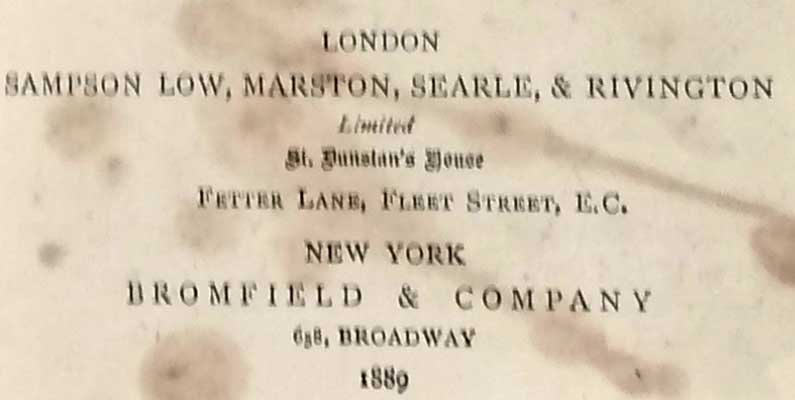 LONDON
SAMPSON LOW, MARSTON, SEARLE, & RIVINGTON
Limited
St. Dunstan's House
FETTER LANE, FLEET STREET, E.C.
NEW YORK
BROMFIELD & COMPANY
658, BROADWAY
1889